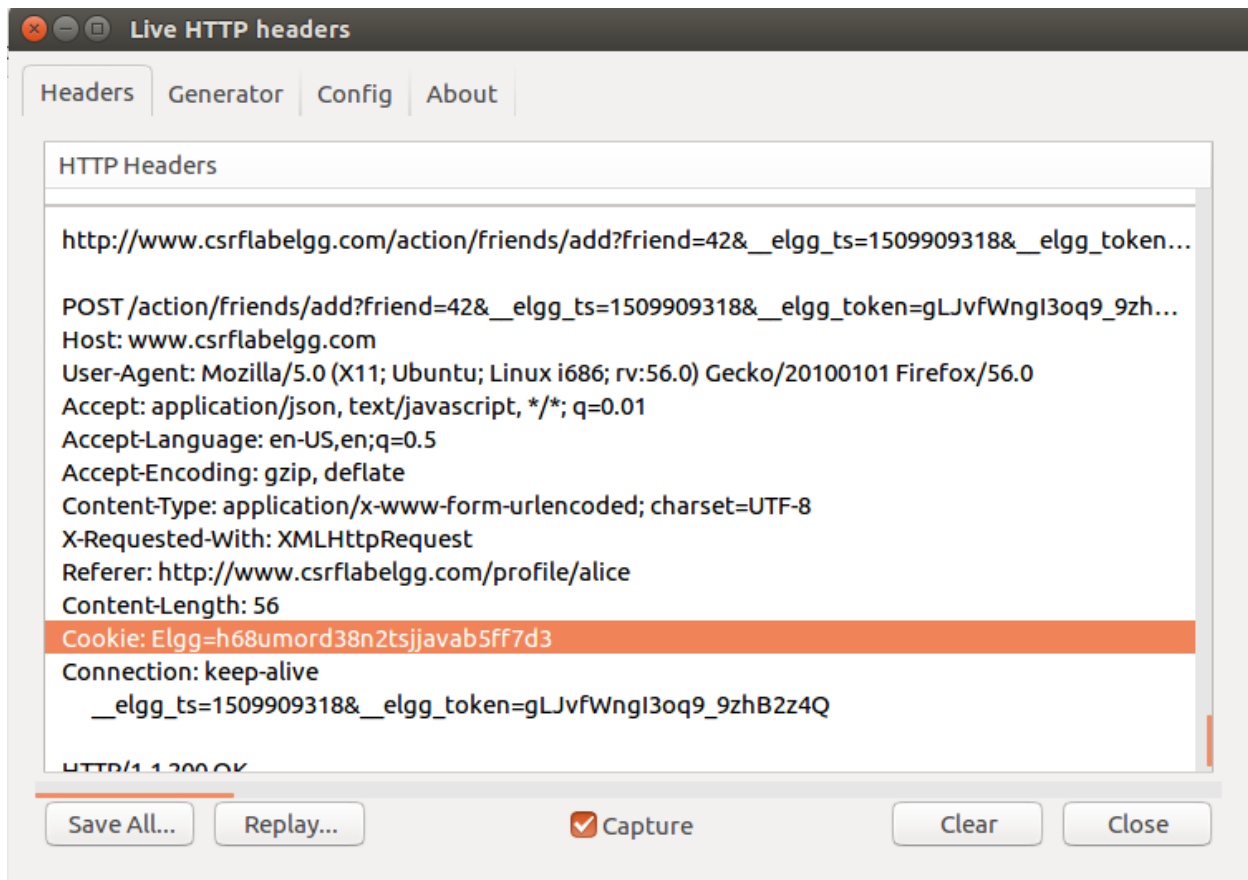 Live HTTP headers
Headers Generator Config About
HTTP Headers
http://www.csrflabelgg.com/action/friends/add?friend=42&__elgg_ts=1509909318&__elgg_token...
POST /action/friends/add?friend=42&__elgg_ts=1509909318&__elgg_token=gLJvfWngI3oq9_9zh...
Host: www.csrflabelgg.com
User-Agent: Mozilla/5.0 (X11; Ubuntu; Linux i686; rv:56.0) Gecko/20100101 Firefox/56.0
Accept: application/json, text/javascript, */*; q=0.01
Accept-Language: en-US,en;q=0.5
Accept-Encoding: gzip, deflate
Content-Type: application/x-www-form-urlencoded; charset=UTF-8
X-Requested-With: XMLHttpRequest
Referer: http://www.csrflabelgg.com/profile/alice
Content-Length: 56
Cookie: Elgg=h68umord38n2tsjjavab5ff7d3
Connection: keep-alive
__elgg_ts=1509909318&__elgg_token=gLJvfWngI3oq9_9zhB2z4Q
HTTP/1.1 200 OK
Save All... Replay... Capture Clear Close